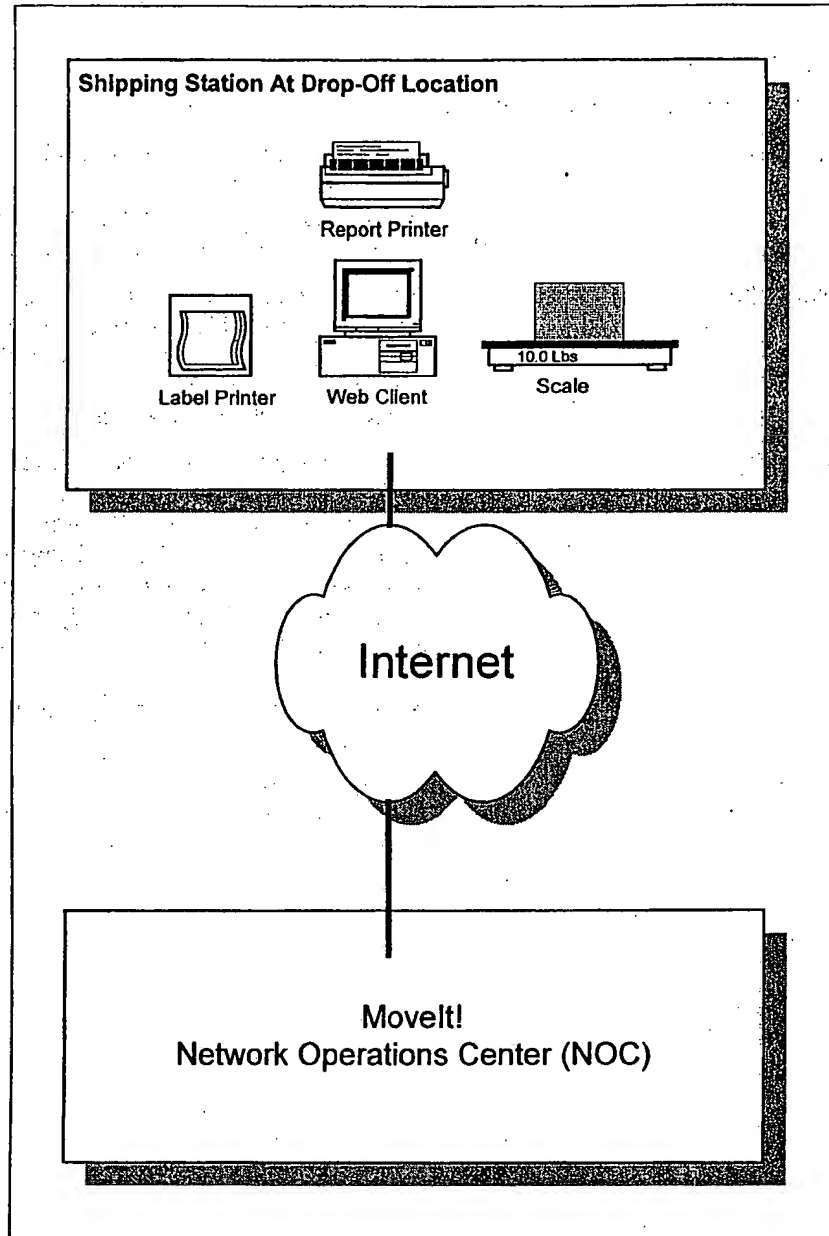 Shipping Station At Drop-Off Location
Report Printer
Label Printer
Web Client
10.0 Lbs
Scale
Internet
MoveIt!
Network Operations Center (NOC)